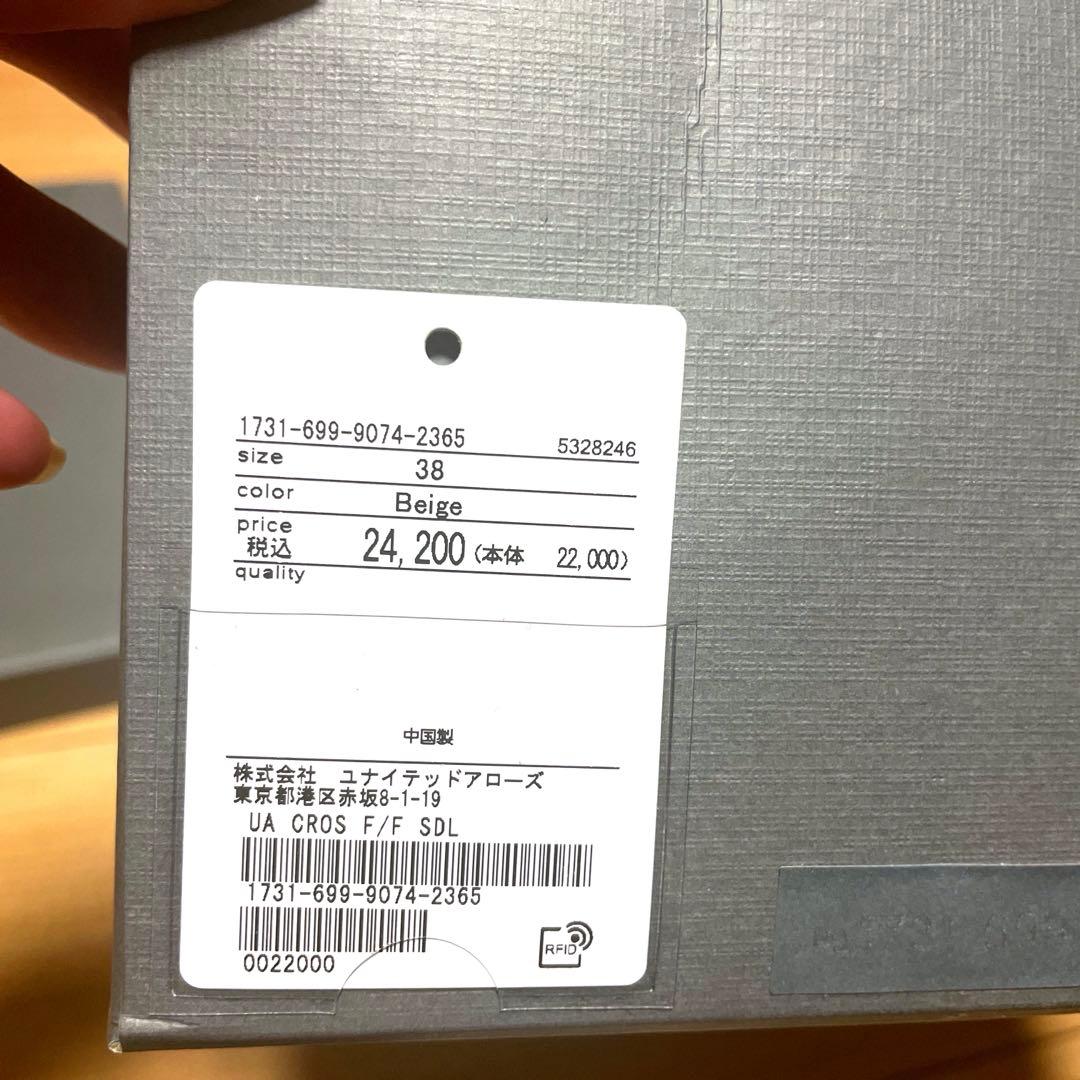 1731-699-9074-2365 5328246
size 38
color Beige
price
税込 24,200 (本体 22,000)
quality
中国製
株式会社 ユナイテッドアローズ
東京都港区赤坂8-1-19
UA CROS F/F SDL
1731-699-9074-2365
0022000
RFID